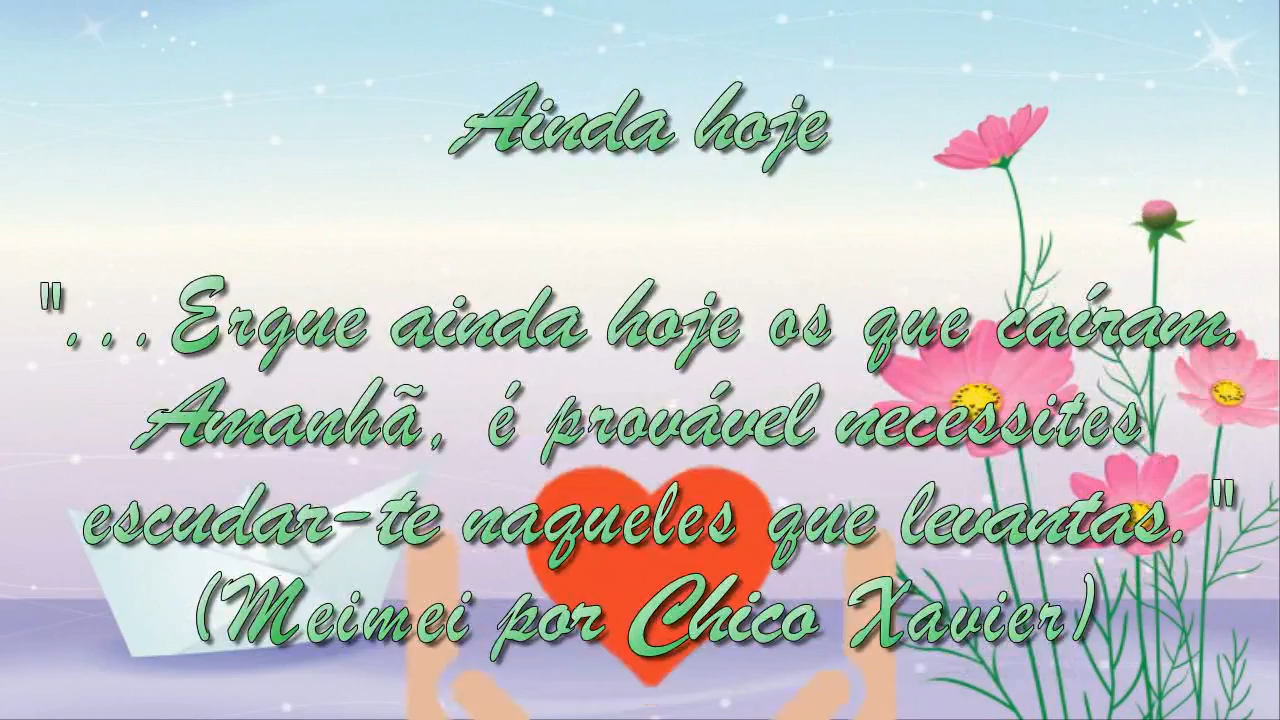 Ainda hoje
"...Ergue ainda hoje os que caíram.
Amanhã, é provável necessites
escudar-te naqueles que levantas."
(Meimei por Chico Xavier)